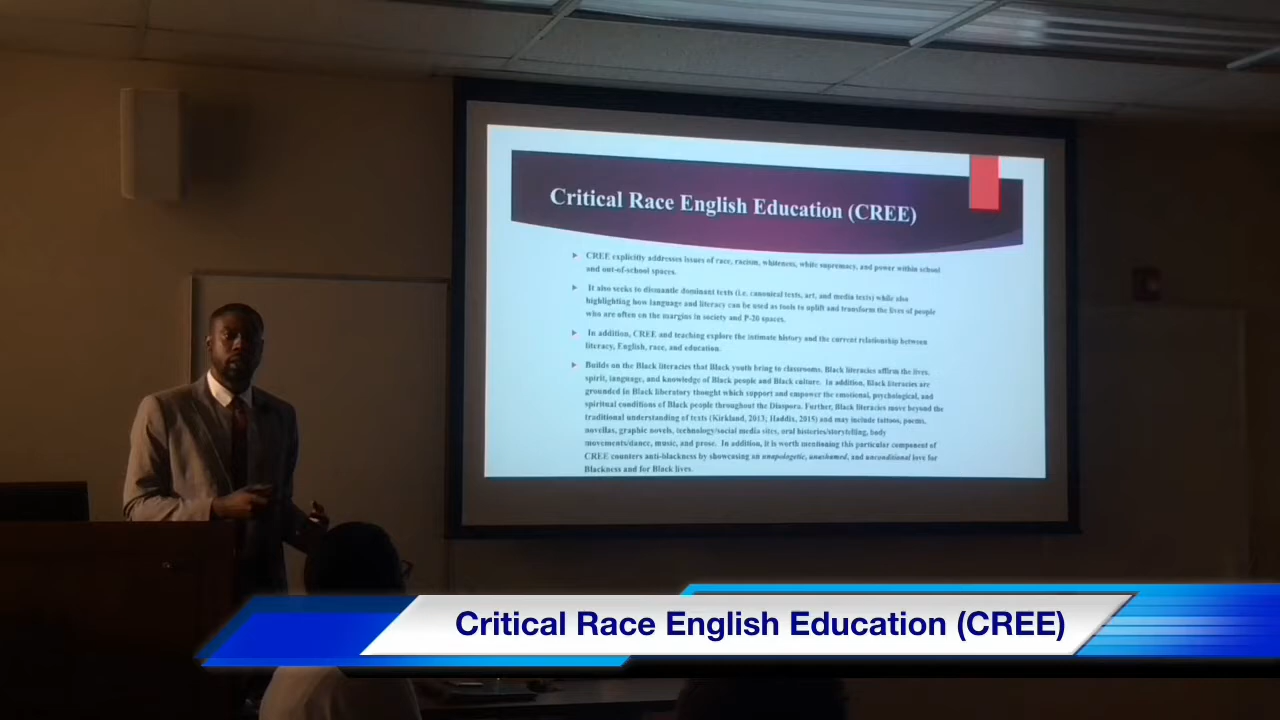 Critical Race English Education (CREE)
CREE explicitly addresses issues of race, racism, whiteness, white supremacy, and power within school
and out-of-school spaces.
It also seeks to dismantle dominant texts (i.e. canonical texts, art, and media texts) while also
highlighting how language and literacy can be used as tools to uplift and transform the lives of people
who are often on the margins in society and P-20 spaces.
In addition, CREE and teaching explore the intimate history and the current relationship between
literacy, English, race, and education.
Builds on the Black literacies that Black youth bring to classrooms. Black literacies affirm the lives,
spirit, language, and knowledge of Black people and Black culture. In addition, Black literacies are
grounded in Black liberatory thought which support and empower the emotional, psychological, and
spiritual conditions of Black people throughout the Diaspora. Further, Black literacies move beyond the
traditional understanding of texts (Kirkland, 2013; Haddix, 2015) and may include tattoos, poems,
novellas, graphic novels, technology/social media sites, oral histories/storytelling, body
movements/dance, music, and prose. In addition, it is worth mentioning this particular component of
CREE counters anti-blackness by showcasing an unapologetic, unashamed, and unconditional love for
Blackness and for Black lives.
Critical Race English Education (CREE)